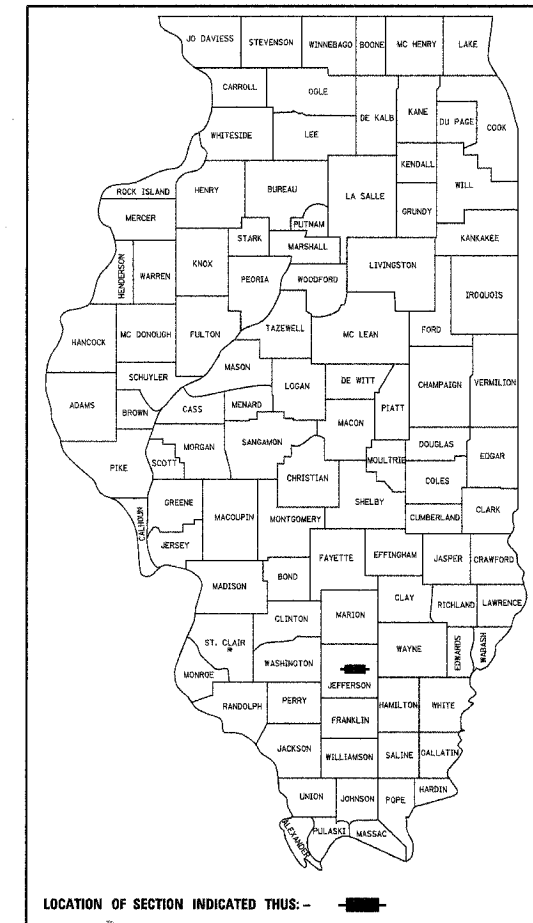 JO DAVIESS STEVENSON WINNEBAGO BOONE MC HENRY LAKE
CARROLL OGLE DE KALB KANE DU PAGE COOK
WHITESIDE LEE
KENDALL WILL
ROCK ISLAND HENRY BUREAU LA SALLE GRUNDY
MERCER PUTNAM KANKAKEE
STARK MARSHALL
HENDERSON WARREN KNOX PEORIA WOODFORD LIVINGSTON IROQUOIS
HANCOCK MC DONOUGH FULTON TAZEWELL MC LEAN FORD
SCHUYLER MASON LOGAN DE WITT CHAMPAIGN VERMILION
ADAMS BROWN CASS MENARD MACON PIATT
PIKE SCOTT MORGAN SANGAMON MOULTRIE DOUGLAS EDGAR
CHRISTIAN COLES
GREENE MACOUPIN SHELBY CLARK
CALHOUN JERSEY MONTGOMERY CUMBERLAND
FAYETTE EFFINGHAM JASPER CRAWFORD
MADISON BOND CLAY
CLINTON MARION RICHLAND LAWRENCE
ST. CLAIR WAYNE EDWARDS WABASH
*
MONROE WASHINGTON JEFFERSON
RANDOLPH PERRY HAMILTON WHITE
FRANKLIN
JACKSON WILLIAMSON SALINE GALLATIN
UNION JOHNSON POPE HARDIN
ALEXANDER PULASKI MASSAC
LOCATION OF SECTION INDICATED THUS: -